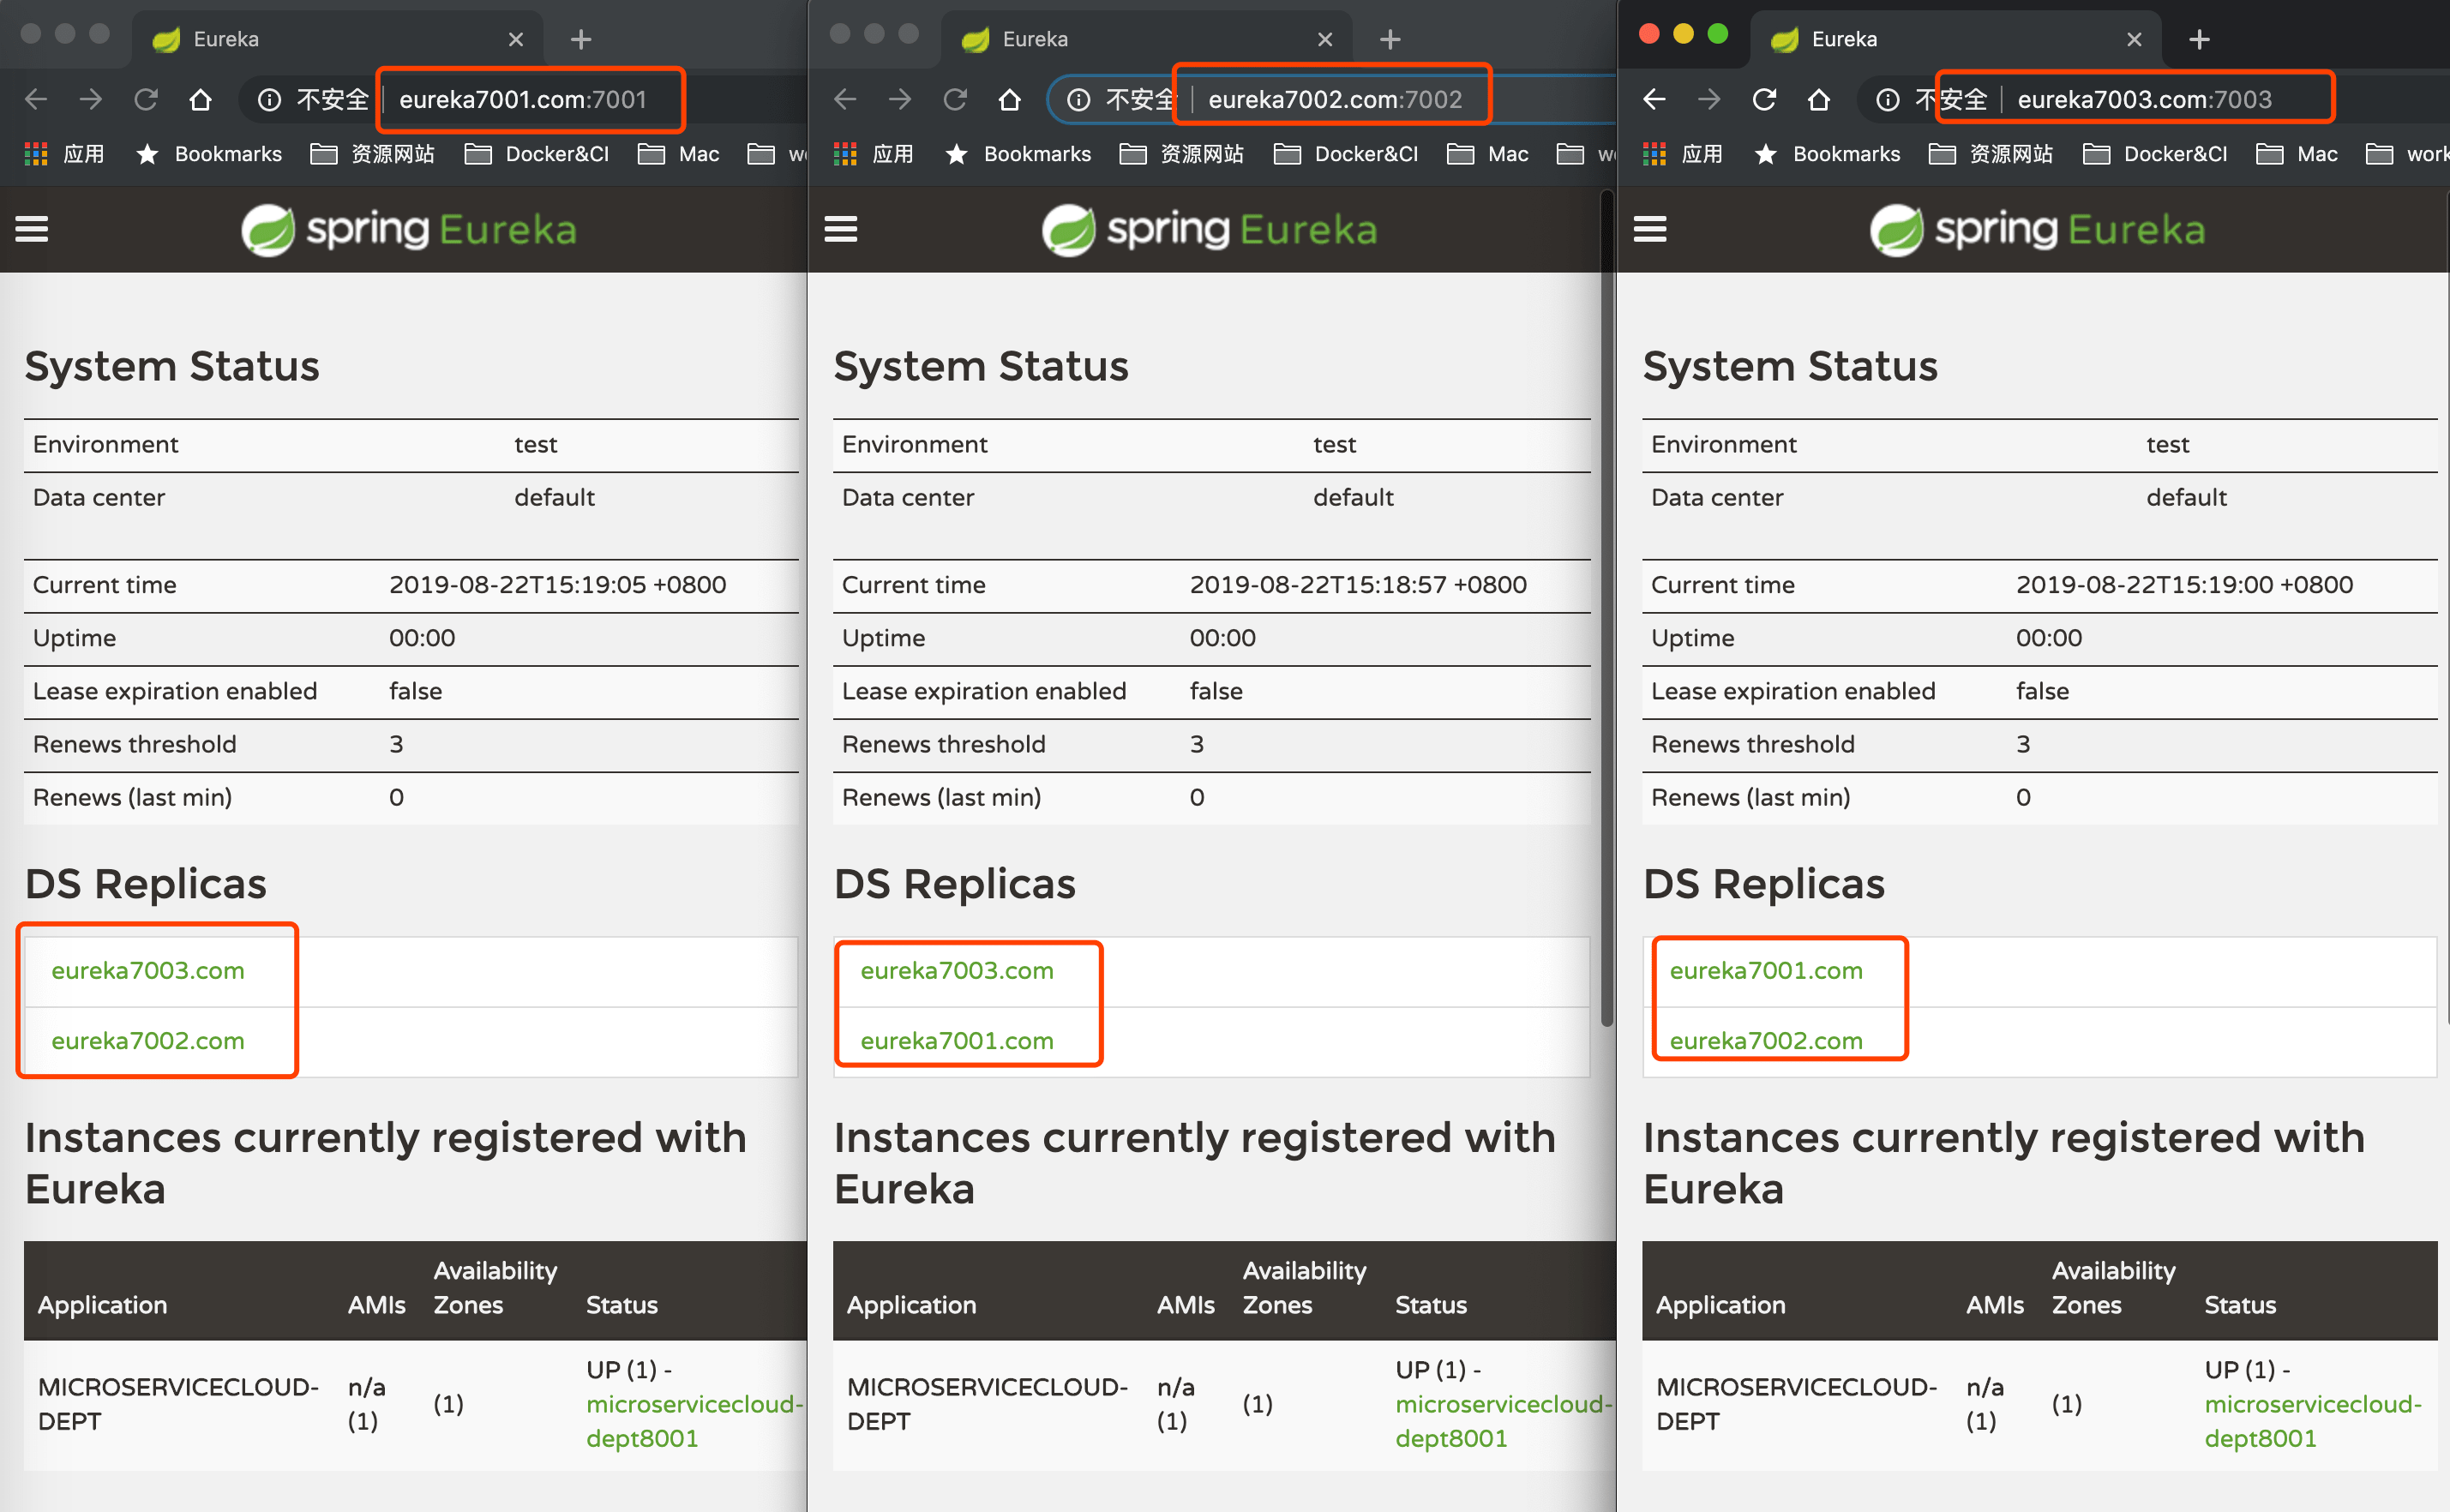 Eureka
不安全 eureka7001.com:7001
应用 Bookmarks 资源网站 Docker&CI Mac
spring Eureka
System Status
Environment test
Data center default
Current time 2019-08-22T15:19:05 +0800
Uptime 00:00
Lease expiration enabled false
Renews threshold 3
Renews (last min) 0
DS Replicas
eureka7003.com
eureka7002.com
Instances currently registered with
Eureka
Application AMIs Availability Zones Status
MICROSERVICECLOUD-DEPT n/a (1) (1) UP (1) - microservicecloud-dept8001
Eureka
不安全 eureka7002.com:7002
应用 Bookmarks 资源网站 Docker&CI Mac
spring Eureka
System Status
Environment test
Data center default
Current time 2019-08-22T15:18:57 +0800
Uptime 00:00
Lease expiration enabled false
Renews threshold 3
Renews (last min) 0
DS Replicas
eureka7003.com
eureka7001.com
Instances currently registered with
Eureka
Application AMIs Availability Zones Status
MICROSERVICECLOUD-DEPT n/a (1) (1) UP (1) - microservicecloud-dept8001
Eureka
不安全 eureka7003.com:7003
应用 Bookmarks 资源网站 Docker&CI Mac work
spring Eureka
System Status
Environment test
Data center default
Current time 2019-08-22T15:19:00 +0800
Uptime 00:00
Lease expiration enabled false
Renews threshold 3
Renews (last min) 0
DS Replicas
eureka7001.com
eureka7002.com
Instances currently registered with
Eureka
Application AMIs Availability Zones Status
MICROSERVICECLOUD-DEPT n/a (1) (1) UP (1) - microservicecloud-dept8001